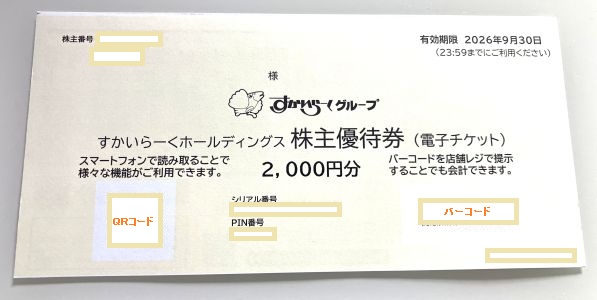 株主番号
有効期限 2026年9月30日
(23:59までにご利用ください)
様
すかいらーくグループ
すかいらーくホールディングス 株主優待券 (電子チケット)
スマートフォンで読み取ることで
様々な機能がご利用できます。
2,000円分
バーコードを店舗レジで提示
することでも会計できます。
シリアル番号
PIN番号
QRコード
バーコード